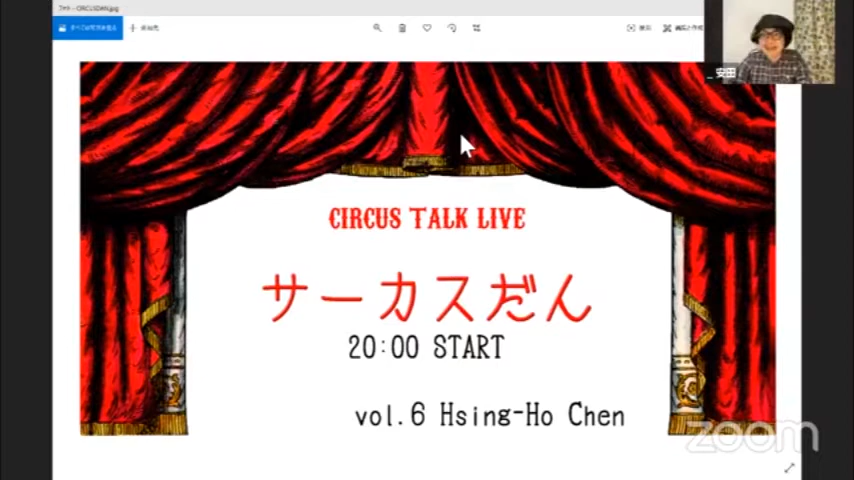 安田
CIRCUS TALK LIVE
サーカスだん
20:00 START
vol.6 Hsing-Ho Chen
zoom